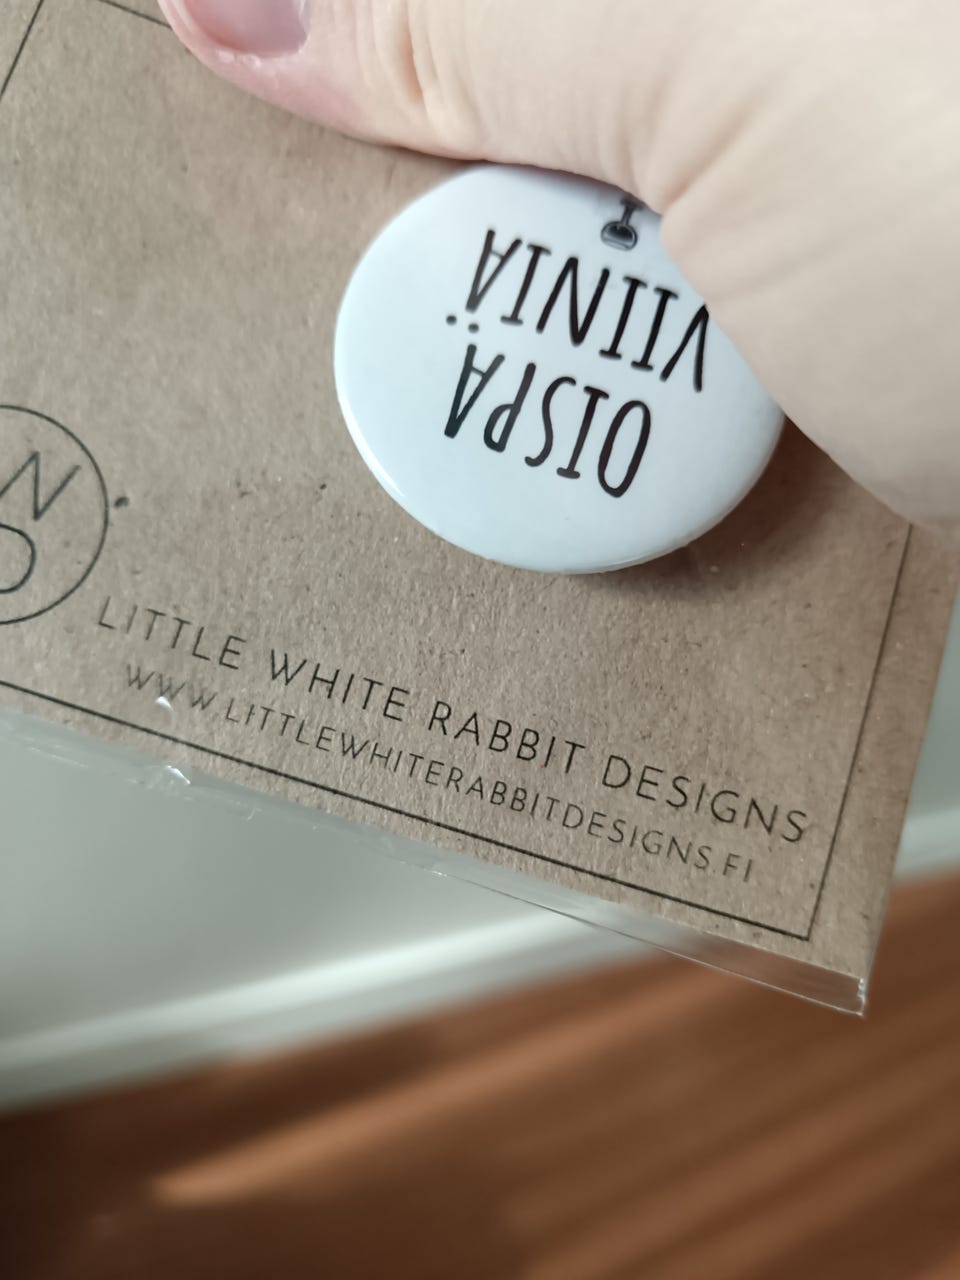 OISPA
VIINIÄ
N
LITTLE WHITE RABBIT DESIGNS
WWW.LITTLEWHITERABBITDESIGNS.FI